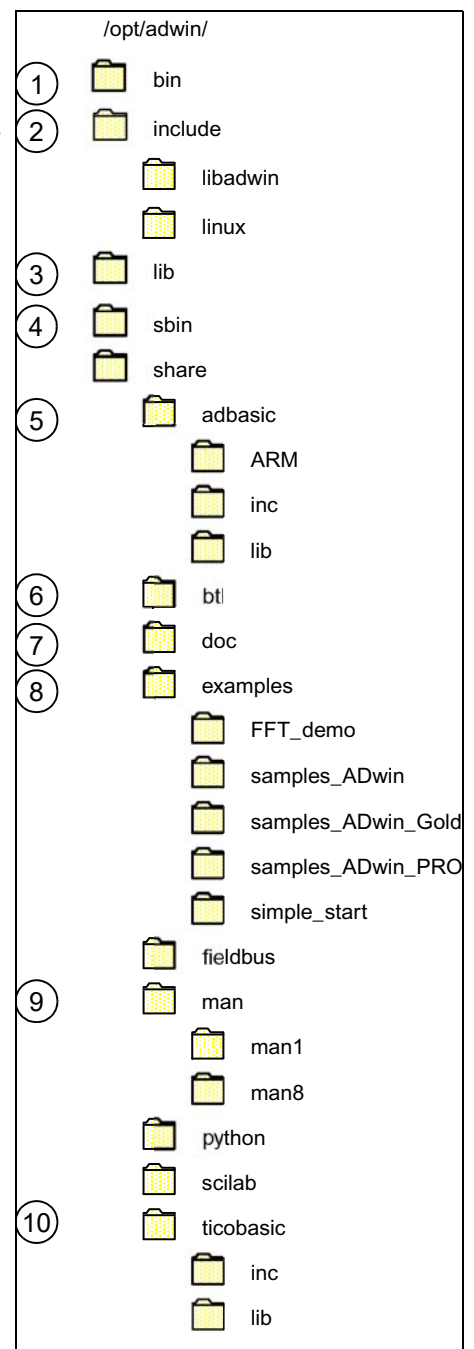 /opt/adwin/
1 bin
2 include
libadwin
linux
3 lib
4 sbin
share
5 adbasic
ARM
inc
lib
6 btl
7 doc
8 examples
FFT_demo
samples_ADwin
samples_ADwin_Gold
samples_ADwin_PRO
simple_start
fieldbus
9 man
man1
man8
python
scilab
10 ticobasic
inc
lib